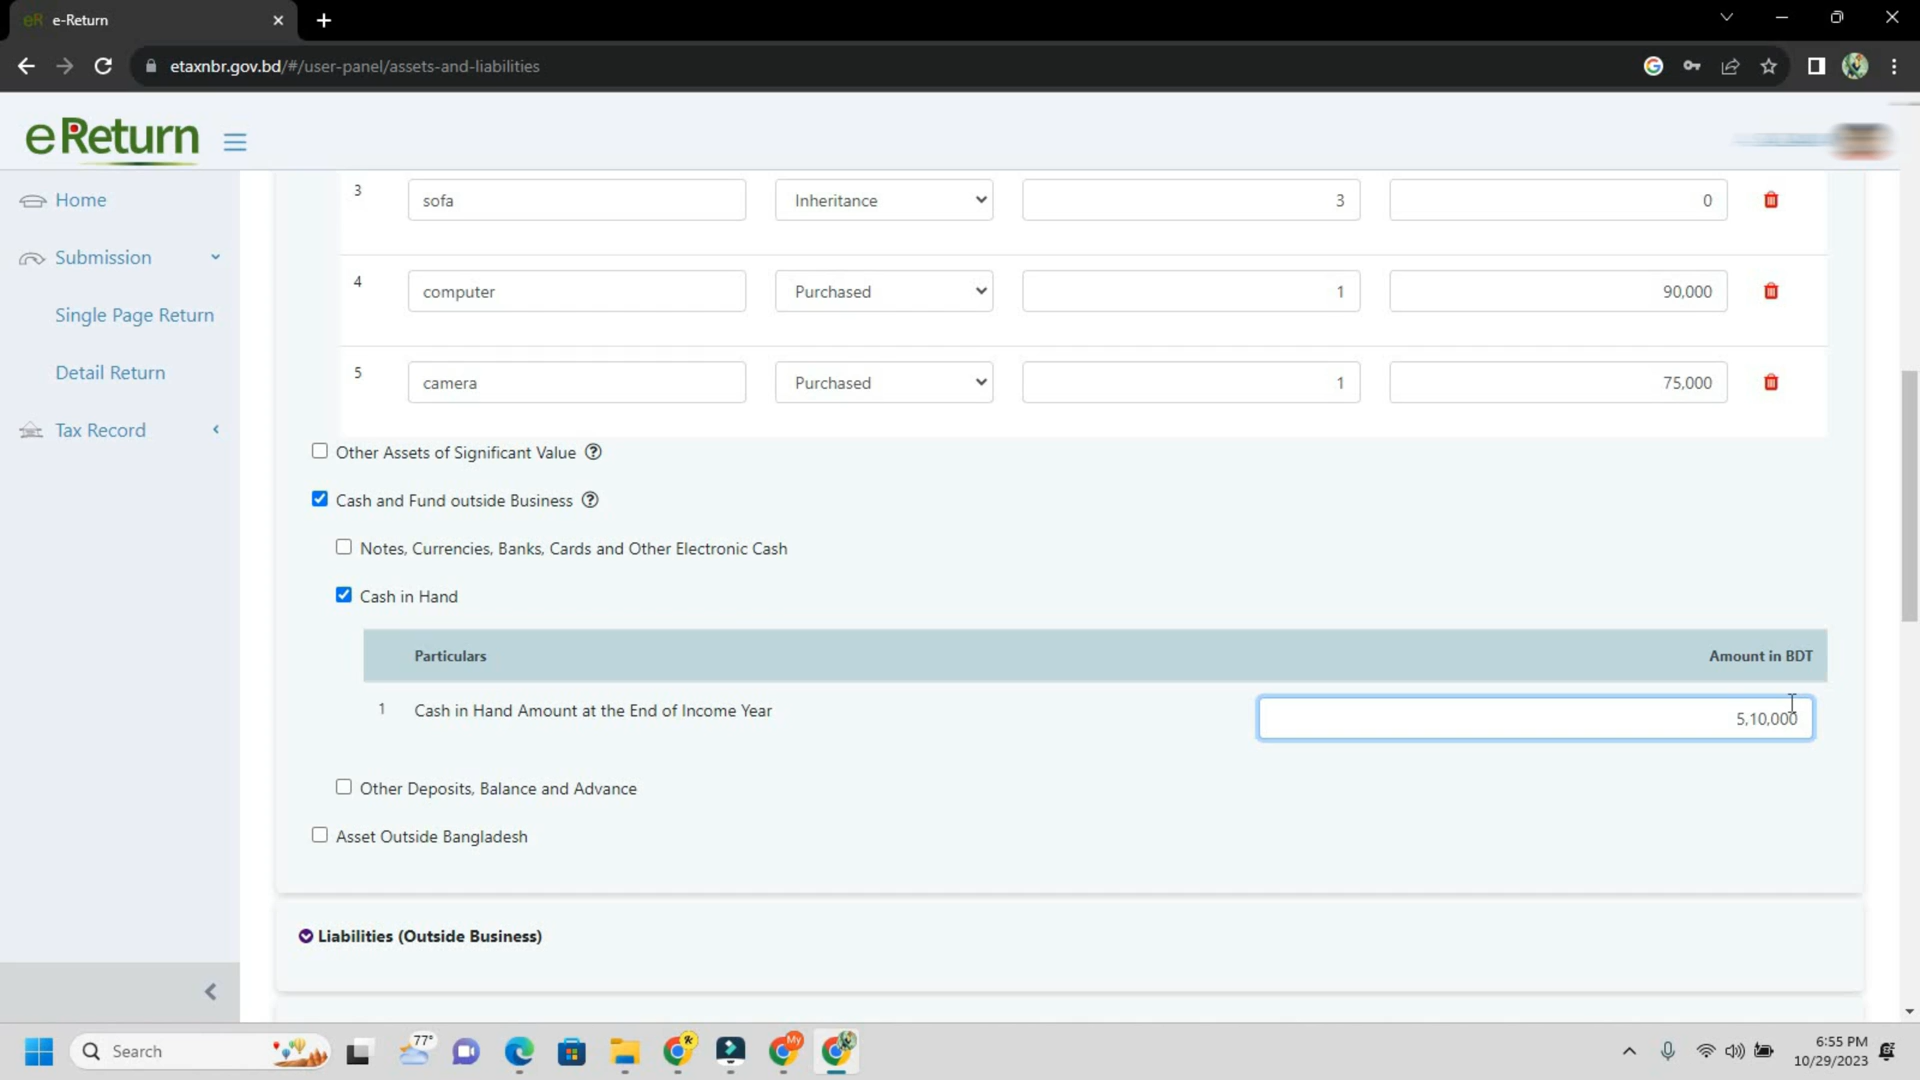 eR e-Return
etaxnbr.gov.bd/#/user-panel/assets-and-liabilities
eReturn
Home
Submission
Single Page Return
Detail Return
Tax Record
3 sofa Inheritance 3 0
4 computer Purchased 1 90,000
5 camera Purchased 1 75,000
Other Assets of Significant Value ?
Cash and Fund outside Business ?
Notes, Currencies, Banks, Cards and Other Electronic Cash
Cash in Hand
Particulars Amount in BDT
1 Cash in Hand Amount at the End of Income Year 5,10,000
Other Deposits, Balance and Advance
Asset Outside Bangladesh
Liabilities (Outside Business)
Search 77° My 6:55 PM
10/29/2023